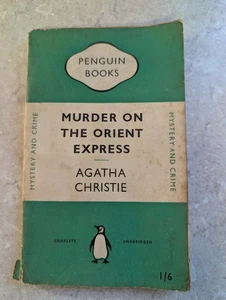 PENGUIN
BOOKS
MURDER ON
THE ORIENT
EXPRESS
AGATHA
CHRISTIE
MYSTERY AND CRIME
MYSTERY AND CRIME
COMPLETE UNABRIDGED
1/6